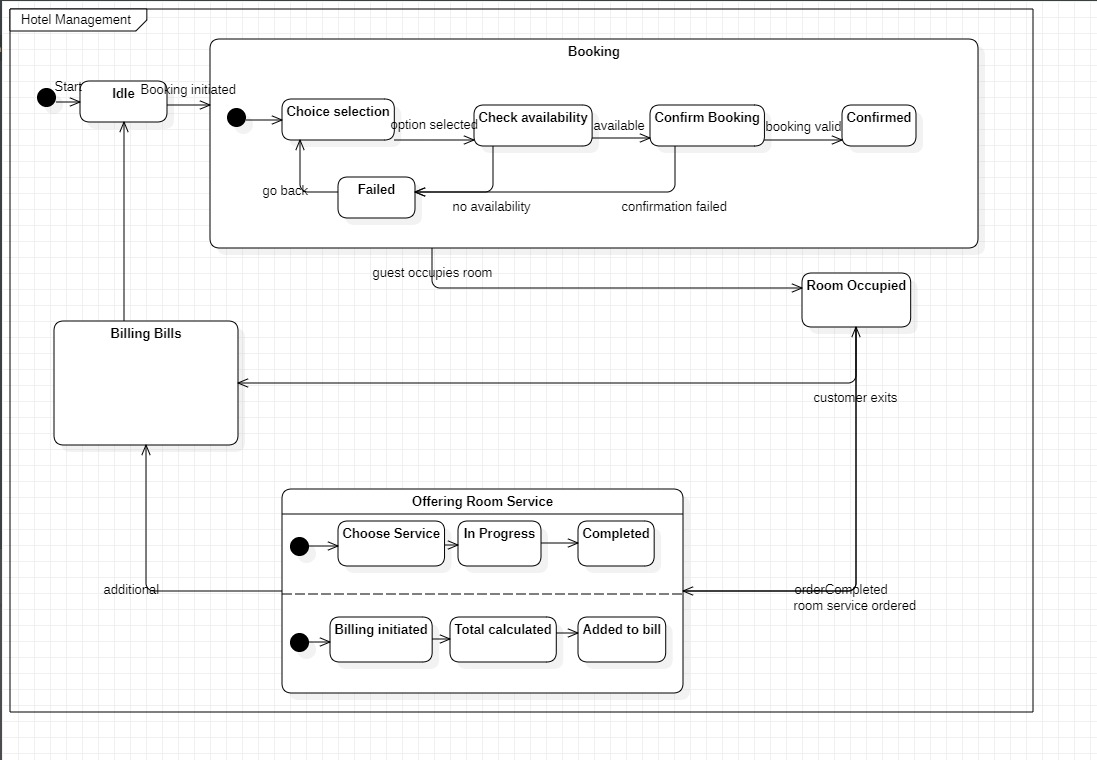 Hotel Management
Booking
Start
Idle
Booking initiated
Choice selection
option selected
Check availability
available
Confirm Booking
booking valid
Confirmed
go back
Failed
no availability
confirmation failed
guest occupies room
Room Occupied
Billing Bills
customer exits
Offering Room Service
Choose Service
In Progress
Completed
additional
orderCompleted
room service ordered
Billing initiated
Total calculated
Added to bill